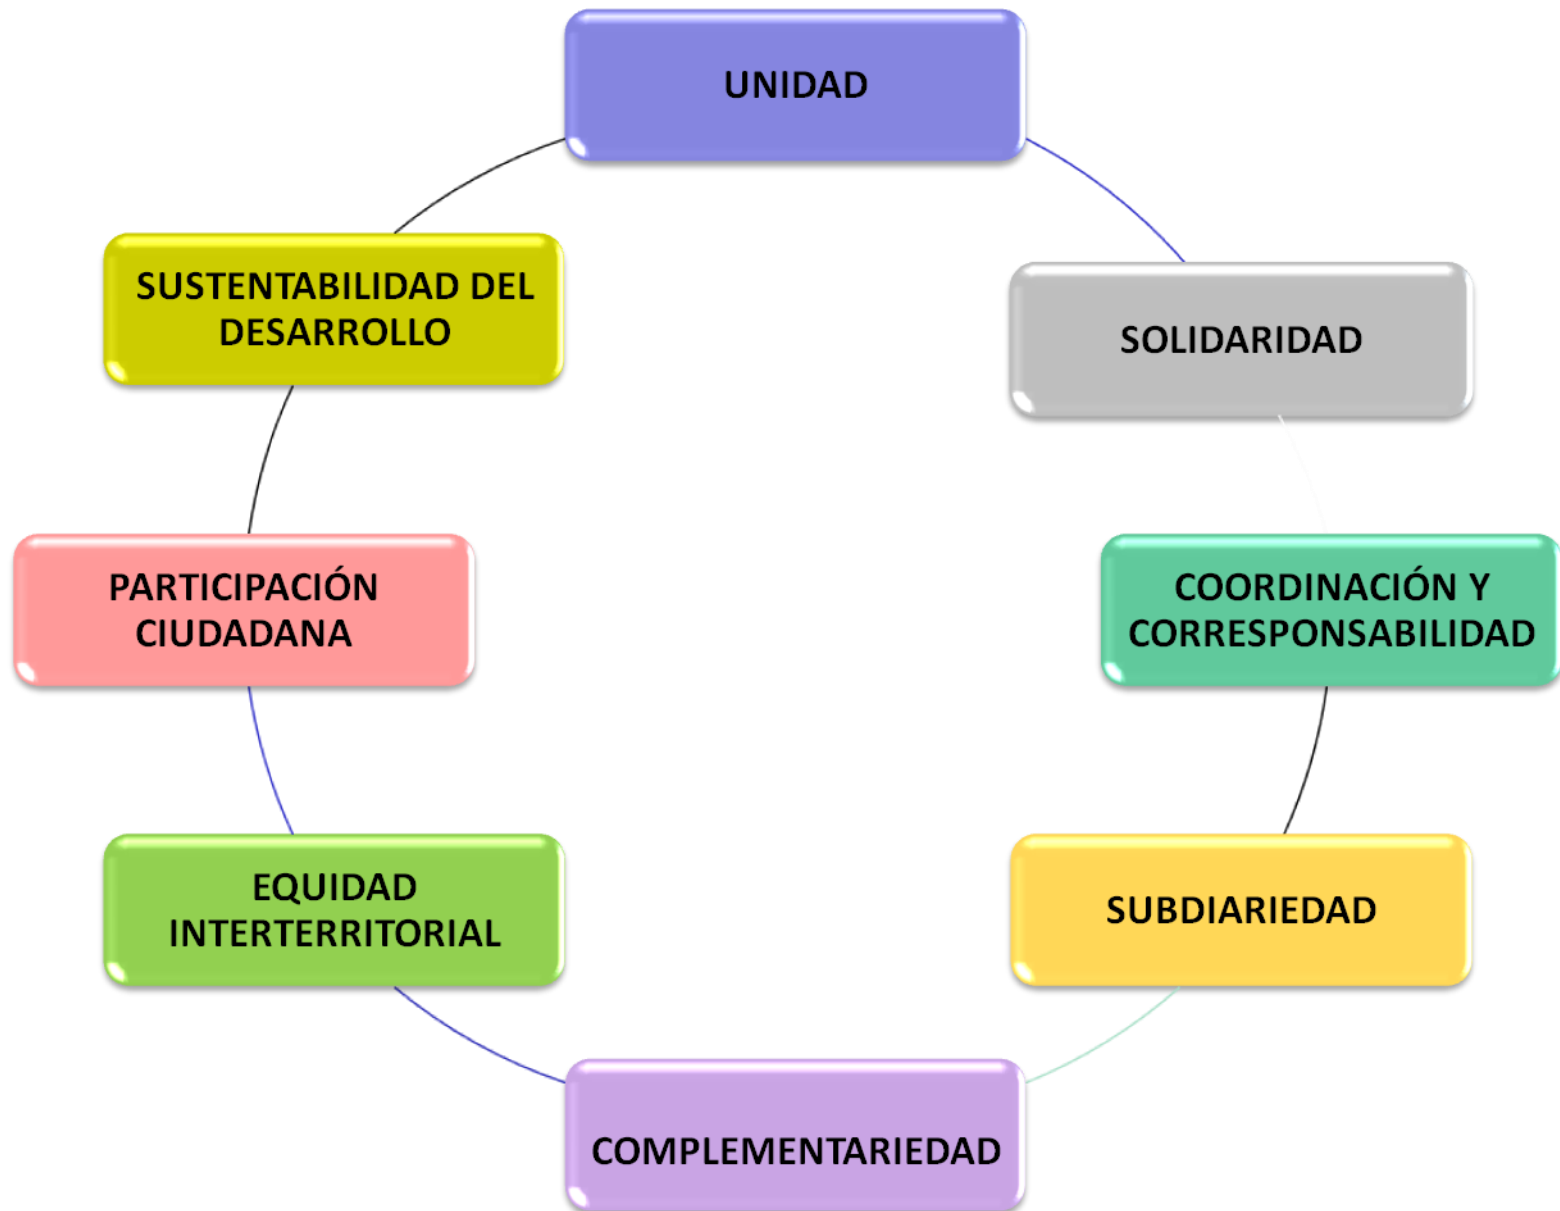 UNIDAD
SOLIDARIDAD
COORDINACIÓN Y
CORRESPONSABILIDAD
SUBDIARIEDAD
COMPLEMENTARIEDAD
EQUIDAD
INTERTERRITORIAL
PARTICIPACIÓN
CIUDADANA
SUSTENTABILIDAD DEL
DESARROLLO